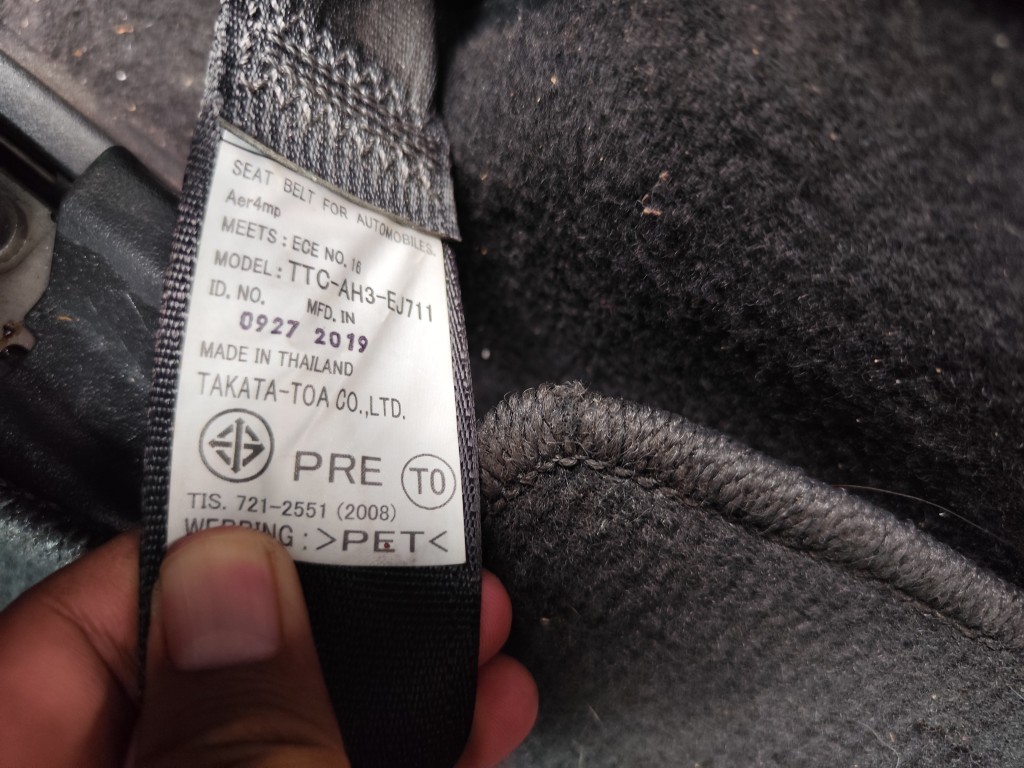 SEAT BELT FOR AUTOMOBILES.
Aer4mp
MEETS : ECE NO. 16
MODEL : TTC-AH3-EJ711
ID. NO. MFD. IN
0927 2019
MADE IN THAILAND
TAKATA-TOA CO.,LTD.
PRE TO
TIS. 721-2551 (2008)
WEBBING : >PET<